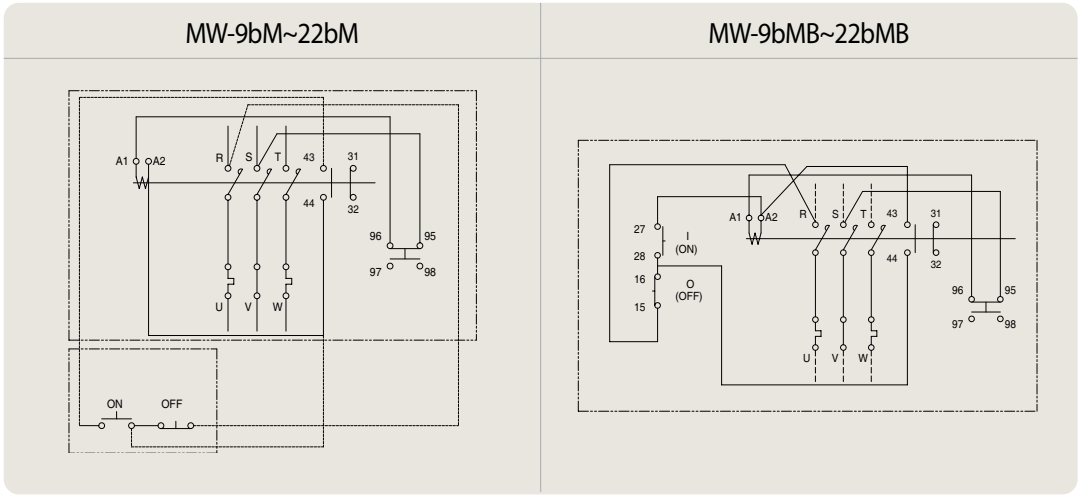 MW-9bM~22bM
MW-9bMB~22bMB
A1 A2 R S T 43 31
44 32
96 95
97 98
U V W
ON OFF
A1 A2 R S T 43 31
27 I
(ON)
28
44 32
16 O
(OFF)
15
96 95
97 98
U V W